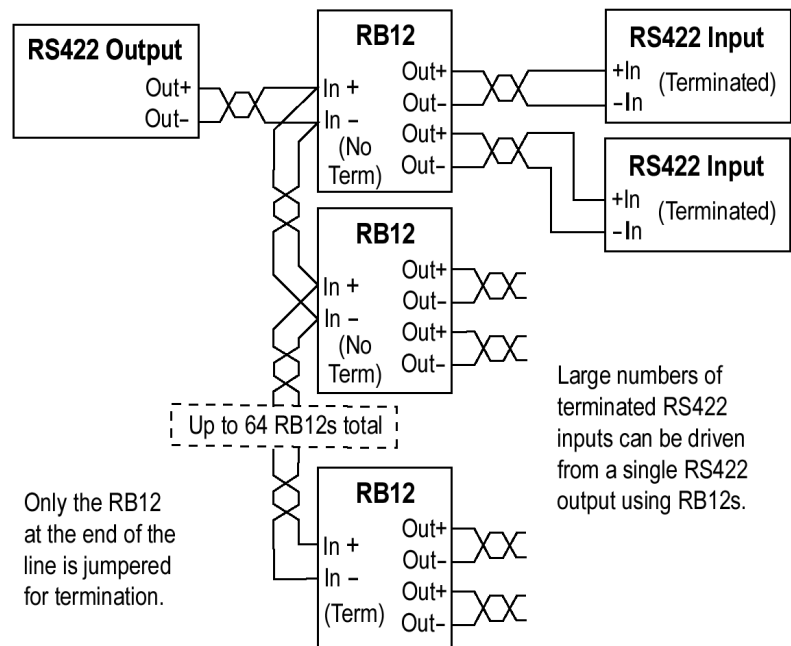 RS422 Output
Out+
Out–
RB12
In +
In –
(No
Term)
Out+
Out–
Out+
Out–
RS422 Input
+In
(Terminated)
–In
RS422 Input
+In
(Terminated)
–In
RB12
In +
In –
(No
Term)
Out+
Out–
Out+
Out–
Up to 64 RB12s total
Large numbers of
terminated RS422
inputs can be driven
from a single RS422
output using RB12s.
Only the RB12
at the end of the
line is jumpered
for termination.
RB12
In +
In –
(Term)
Out+
Out–
Out+
Out–